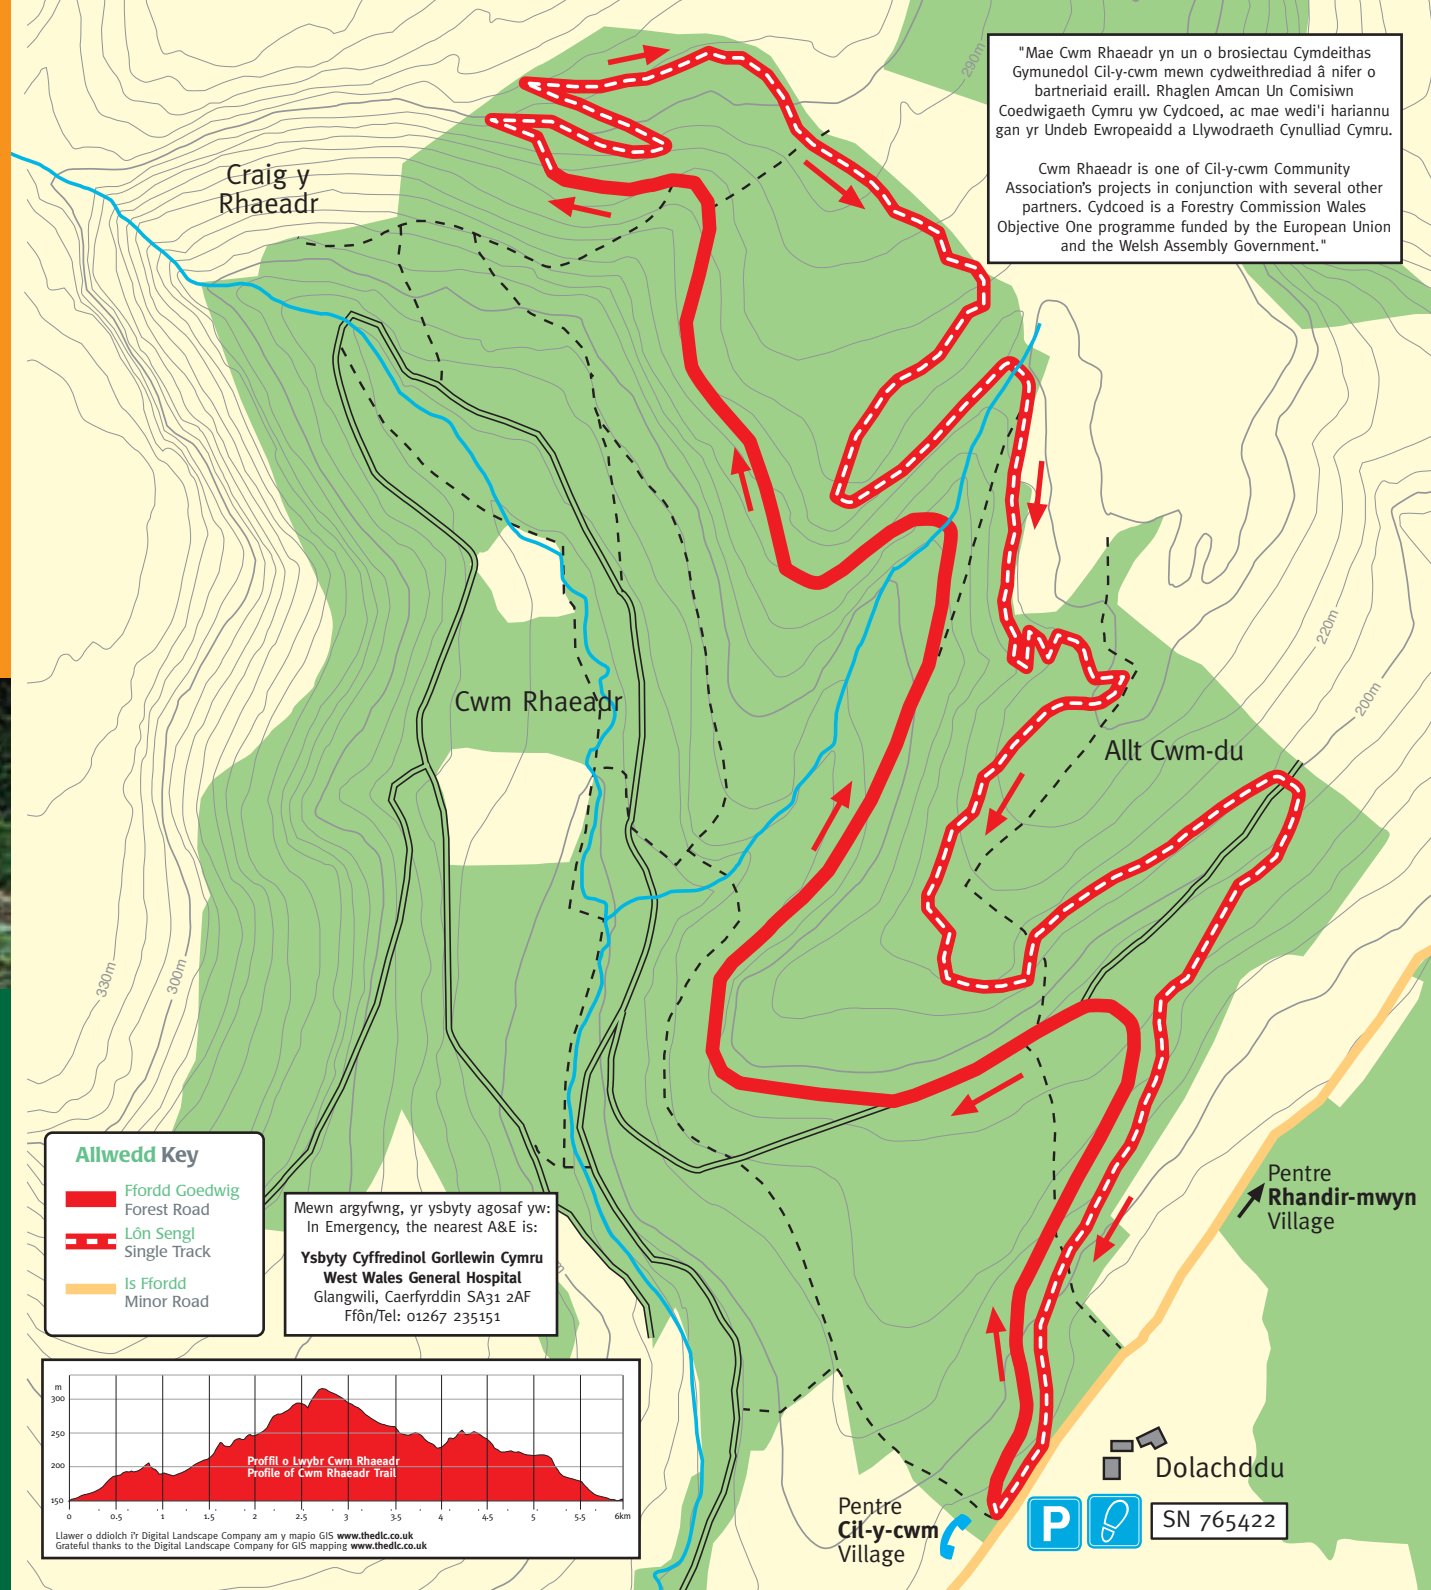 "Mae Cwm Rhaeadr yn un o brosiectau Cymdeithas
Gymunedol Cil-y-cwm mewn cydweithrediad â nifer o
bartneriaid eraill. Rhaglen Amcan Un Comisiwn
Coedwigaeth Cymru yw Cydcoed, ac mae wedi'i hariannu
gan yr Undeb Ewropeaidd a Llywodraeth Cynulliad Cymru.
Cwm Rhaeadr is one of Cil-y-cwm Community
Association's projects in conjunction with several other
partners. Cydcoed is a Forestry Commission Wales
Objective One programme funded by the European Union
and the Welsh Assembly Government."
290m
Craig y
Rhaeadr
Cwm Rhaeadr
Allt Cwm-du
220m
200m
330m
300m
Allwedd Key
Ffordd Goedwig
Forest Road
Lôn Sengl
Single Track
Is Ffordd
Minor Road
Mewn argyfwng, yr ysbyty agosaf yw:
In Emergency, the nearest A&E is:
Ysbyty Cyffredinol Gorllewin Cymru
West Wales General Hospital
Glangwili, Caerfyrddin SA31 2AF
Ffôn/Tel: 01267 235151
Pentre
Rhandir-mwyn
Village
m
300
250
200
150
Proffil o Lwybr Cwm Rhaeadr
Profile of Cwm Rhaeadr Trail
0 0.5 1 1.5 2 2.5 3 3.5 4 4.5 5 5.5 6km
Llawer o ddiolch i'r Digital Landscape Company am y mapio GIS www.thedlc.co.uk
Grateful thanks to the Digital Landscape Company for GIS mapping www.thedlc.co.uk
Dolachddu
P
SN 765422
Pentre
Cil-y-cwm
Village